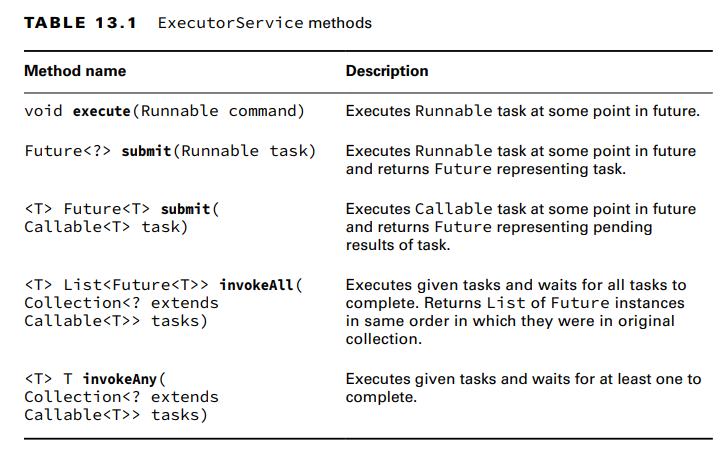 TABLE 13.1 ExecutorService methods
Method name Description
void execute(Runnable command) Executes Runnable task at some point in future.
Future<?> submit(Runnable task) Executes Runnable task at some point in future
and returns Future representing task.
<T> Future<T> submit( Executes Callable task at some point in future
Callable<T> task) and returns Future representing pending
results of task.
<T> List<Future<T>> invokeAll( Executes given tasks and waits for all tasks to
Collection<? extends complete. Returns List of Future instances
Callable<T>> tasks) in same order in which they were in original
collection.
<T> T invokeAny( Executes given tasks and waits for at least one to
Collection<? extends complete.
Callable<T>> tasks)